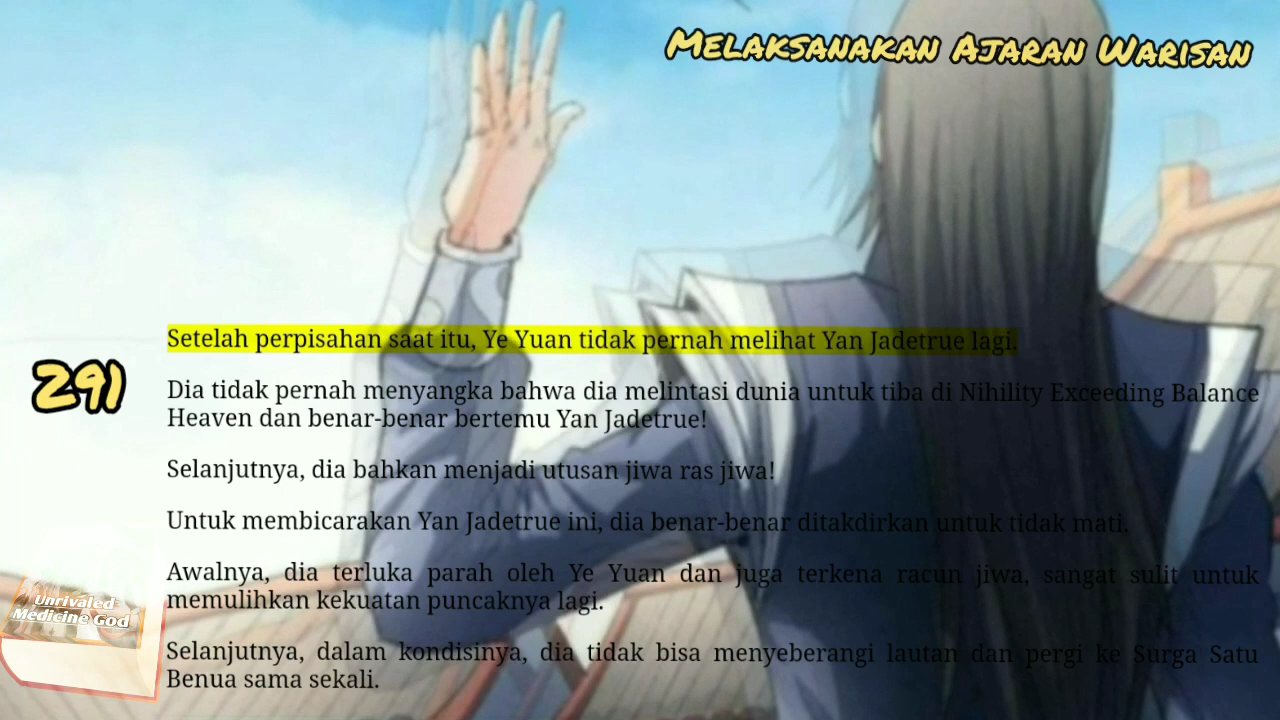 Melaksanakan Ajaran Warisan
Setelah perpisahan saat itu, Ye Yuan tidak pernah melihat Yan Jadetrue lagi.
291
Dia tidak pernah menyangka bahwa dia melintasi dunia untuk tiba di Nihility Exceeding Balance
Heaven dan benar-benar bertemu Yan Jadetrue!
Selanjutnya, dia bahkan menjadi utusan jiwa ras jiwa!
Untuk membicarakan Yan Jadetrue ini, dia benar-benar ditakdirkan untuk tidak mati.
Awalnya, dia terluka parah oleh Ye Yuan dan juga terkena racun jiwa, sangat sulit untuk
memulihkan kekuatan puncaknya lagi.
Unrivaled
Medicine God
Selanjutnya, dalam kondisinya, dia tidak bisa menyeberangi lautan dan pergi ke Surga Satu
Benua sama sekali.